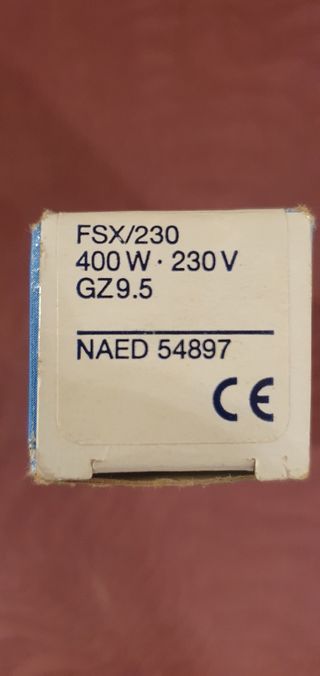 FSX/230
400 W · 230 V
GZ9.5
NAED 54897
CE